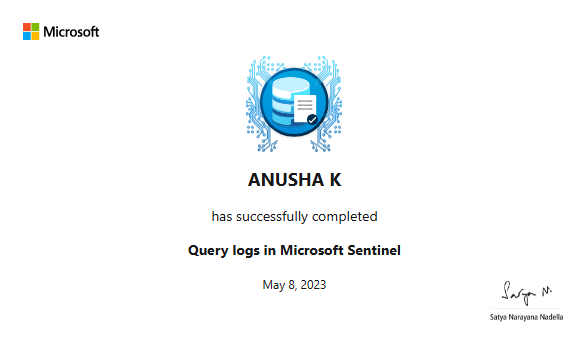 Microsoft
ANUSHA K
has successfully completed
Query logs in Microsoft Sentinel
May 8, 2023
Satya N.
Satya Narayana Nadella